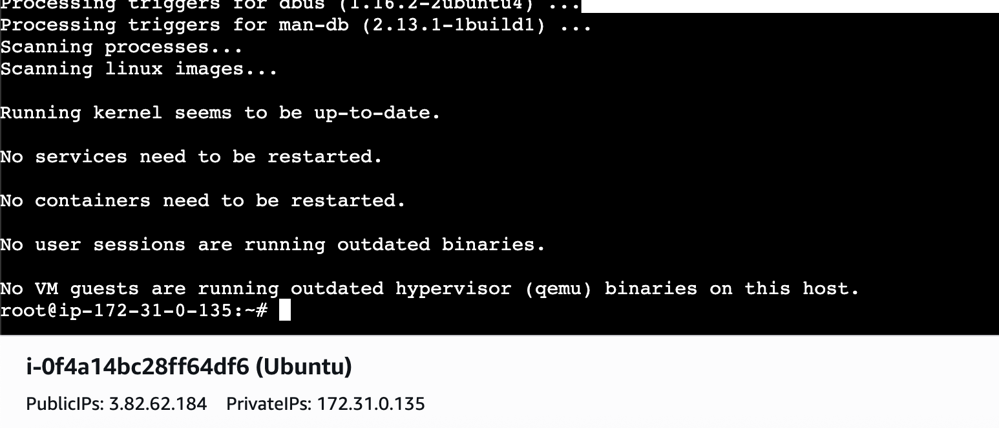 Processing triggers for dbus (1.16.2-2ubuntu4) ...
Processing triggers for man-db (2.13.1-1build1) ...
Scanning processes...
Scanning linux images...
Running kernel seems to be up-to-date.
No services need to be restarted.
No containers need to be restarted.
No user sessions are running outdated binaries.
No VM guests are running outdated hypervisor (qemu) binaries on this host.
root@ip-172-31-0-135:~#
i-0f4a14bc28ff64df6 (Ubuntu)
PublicIPs: 3.82.62.184 PrivateIPs: 172.31.0.135